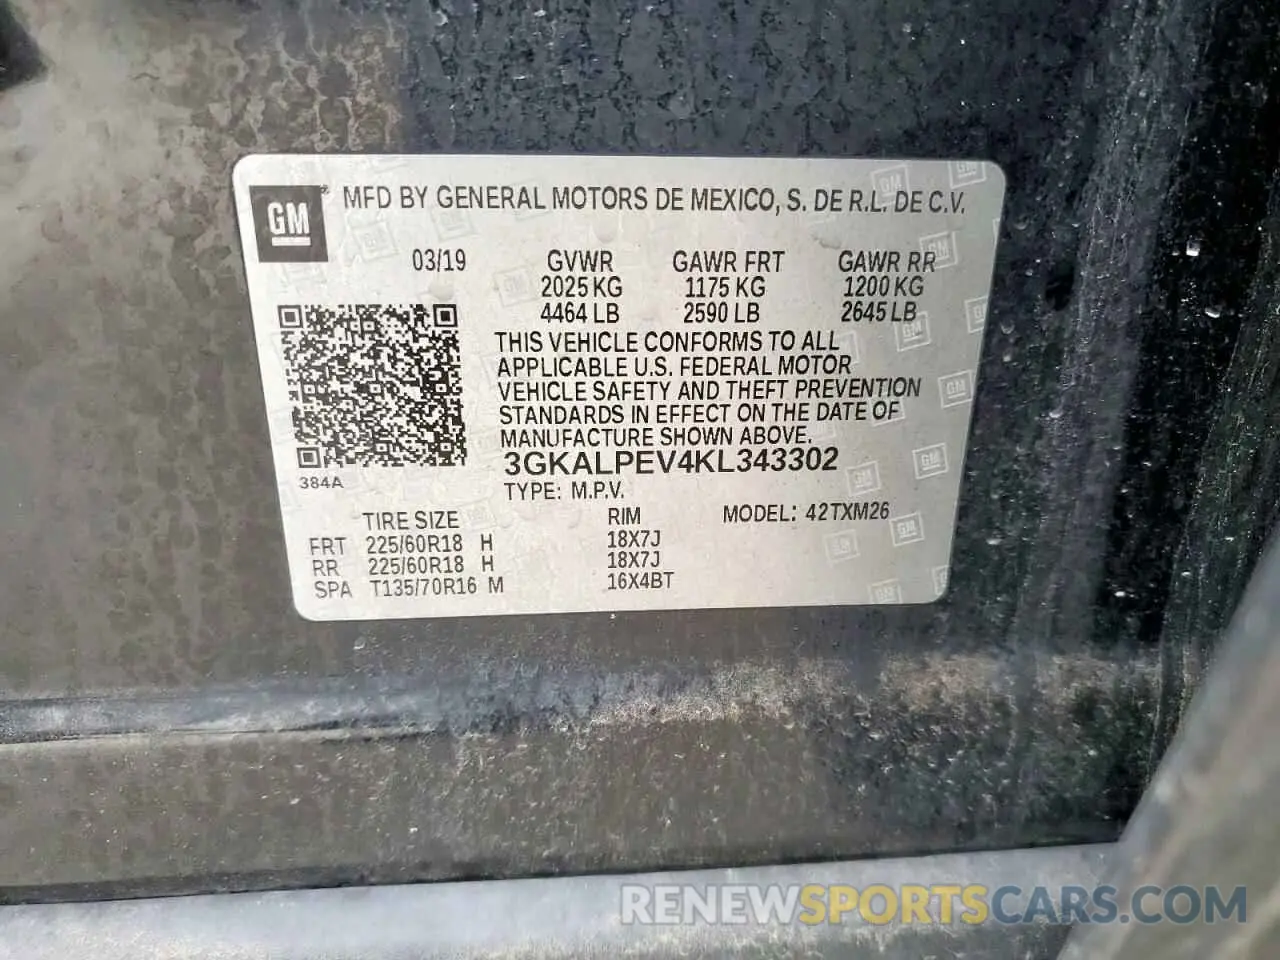 GM® MFD BY GENERAL MOTORS DE MEXICO, S. DE R.L. DE C.V.
03/19 GVWR GAWR FRT GAWR RR
2025 KG 1175 KG 1200 KG
4464 LB 2590 LB 2645 LB
THIS VEHICLE CONFORMS TO ALL
APPLICABLE U.S. FEDERAL MOTOR
VEHICLE SAFETY AND THEFT PREVENTION
STANDARDS IN EFFECT ON THE DATE OF
MANUFACTURE SHOWN ABOVE.
3GKALPEV4KL343302
384A
TYPE: M.P.V.
TIRE SIZE RIM MODEL: 42TXM26
FRT 225/60R18 H 18X7J
RR 225/60R18 H 18X7J
SPA T135/70R16 M 16X4BT
RENEWSPORTSCARS.COM